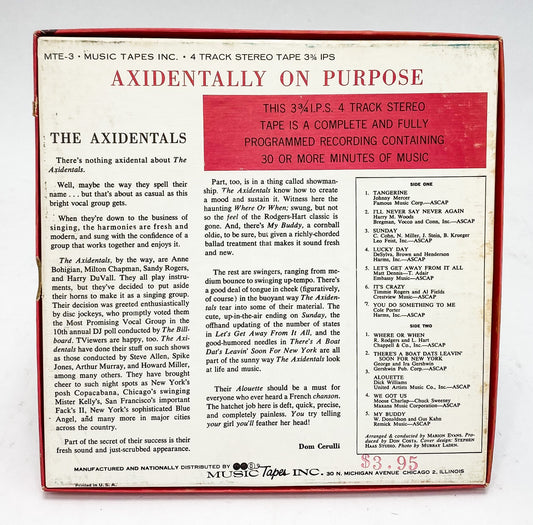 MTE-3 • MUSIC TAPES INC. • 4 TRACK STEREO TAPE 3¾ IPS
AXIDENTALLY ON PURPOSE
THIS 3¾ I.P.S. 4 TRACK STEREO
TAPE IS A COMPLETE AND FULLY
PROGRAMMED RECORDING CONTAINING
30 OR MORE MINUTES OF MUSIC
THE AXIDENTALS
There's nothing axidental about The
Axidentals.
Well, maybe the way they spell their
name . . . but that's about as casual as this
bright vocal group gets.
When they're down to the business of
singing, the harmonies are fresh and
modern, and sung with the confidence of a
group that works together and enjoys it.
The Axidentals, by the way, are Anne
Bohigian, Milton Chapman, Sandy Rogers,
and Harry DuVall. They all play instru-
ments, but they've decided to put aside
their horns to make it as a singing group.
Their decision was greeted enthusiastically
by disc jockeys, who promptly voted them
the Most Promising Vocal Group in the
10th annual DJ poll conducted by The Bill-
board. TViewers are happy, too. The Axi-
dentals have done their stuff on such shows
as those conducted by Steve Allen, Spike
Jones, Arthur Murray, and Howard Miller,
among many others. They have brought
cheer to such night spots as New York's
posh Copacabana, Chicago's swinging
Mister Kelly's, San Francisco's important
Fack's II, New York's sophisticated Blue
Angel, and many more in major cities
across the country.
Part of the secret of their success is their
fresh sound and just-scrubbed appearance.
Part, too, is in a thing called showman-
ship. The Axidentals know how to create
a mood and sustain it. Witness here the
haunting Where Or When; swung, but not
so the feel of the Rodgers-Hart classic is
gone. And, there's My Buddy, a cornball
oldie, to be sure, but given a richly-chorded
ballad treatment that makes it sound fresh
and new.
The rest are swingers, ranging from me-
dium bounce to swinging up-tempo. There's
a good deal of tongue in cheek (figuratively,
of course) in the buoyant way The Axiden-
tals tear into some of their material. The
cute, up-in-the-air ending on Sunday, the
offhand updating of the number of states
in Let's Get Away From It All, and the
good-humored needles in There's A Boat
Dat's Leavin' Soon For New York are all
part of the sunny way The Axidentals look
at life and music.
Their Alouette should be a must for
everyone who ever heard a French chanson.
The hatchet job here is deft, quick, precise,
and completely painless. You try telling
your girl you'll feather her head!
Dom Cerulli
SIDE ONE
1. TANGERINE
Johnny Mercer
Famous Music Corp.—ASCAP
2. I'LL NEVER SAY NEVER AGAIN
Harry M. Woods
Bregman, Vocco and Conn, Inc.—ASCAP
3. SUNDAY
C. Cohn, N. Miller, J. Stein, B. Kroeger
Leo Feist, Inc.—ASCAP
4. LUCKY DAY
DeSylva, Brown and Henderson
Harms, Inc.—ASCAP
5. LET'S GET AWAY FROM IT ALL
Matt Dennis—T. Adair
Embassy Music—ASCAP
6. IT'S CRAZY
Timmie Rogers and Al Fields
Crestview Music—ASCAP
7. YOU DO SOMETHING TO ME
Cole Porter
Harms, Inc.—ASCAP
SIDE TWO
1. WHERE OR WHEN
R. Rodgers and L. Hart
Chappell & Co., Inc.—ASCAP
2. THERE'S A BOAT DATS LEAVIN'
SOON FOR NEW YORK
George and Ira Gershwin
Gershwin Pub. Corp.—ASCAP
3. ALOUETTE
Dick Williams
United Artists Music Co., Inc.—ASCAP
4. WE GOT US
Moose Charlap—Chuck Sweeney
Maxana Music Corporation—ASCAP
5. MY BUDDY
W. Donaldson and Gus Kahn
Remick Music—ASCAP
Arranged & conducted by MARION EVANS. Pro-
duced by DON COSTA. Cover design: STEPHEN
HAAS STUDIO. Photo by MURRAY LADEN.
$3.95
MANUFACTURED AND NATIONALLY DISTRIBUTED BY MUSIC Tapes INC. 30 N. MICHIGAN AVENUE CHICAGO 2, ILLINOIS
Printed in U.S.A.